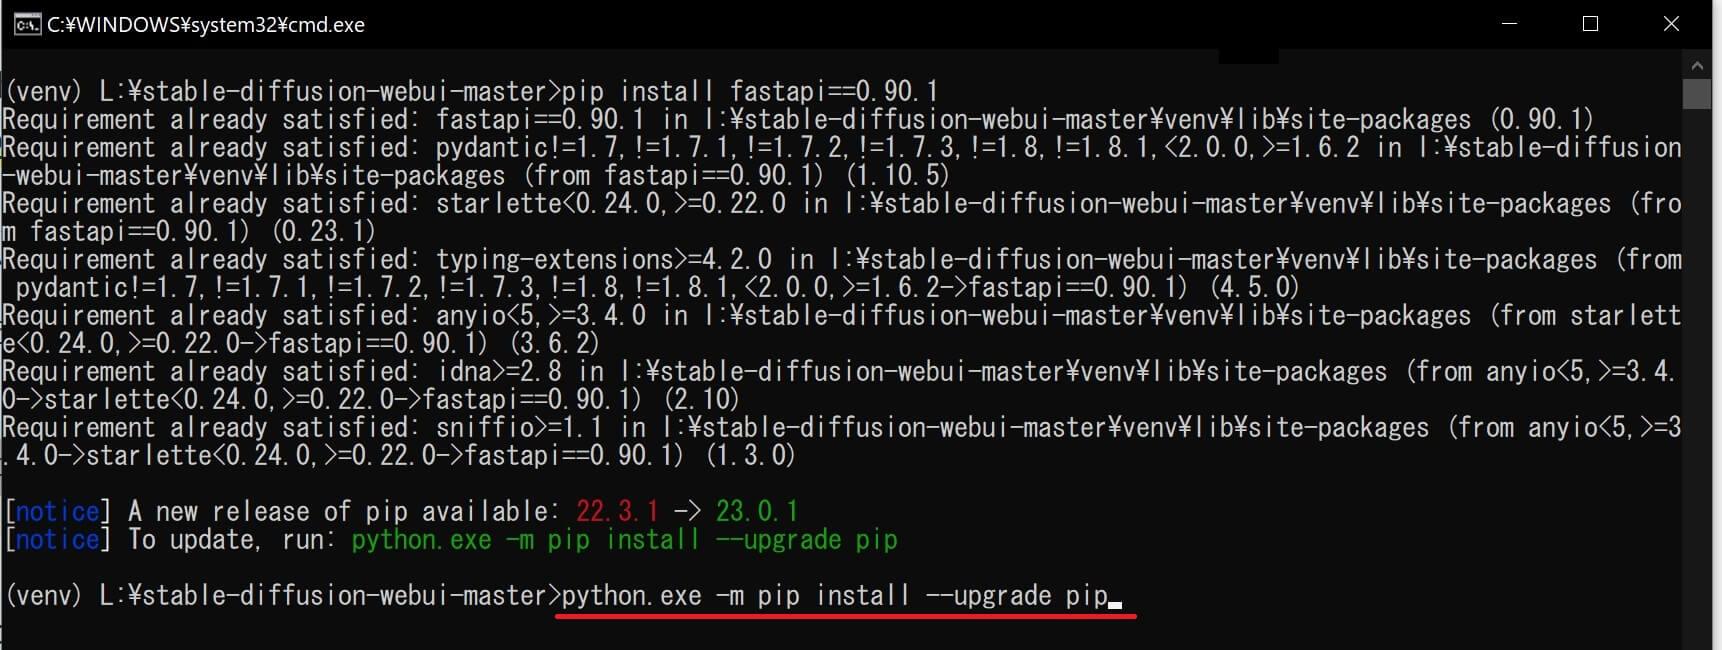 C:¥WINDOWS¥system32¥cmd.exe
(venv) L:¥stable-diffusion-webui-master>pip install fastapi==0.90.1
Requirement already satisfied: fastapi==0.90.1 in l:¥stable-diffusion-webui-master¥venv¥lib¥site-packages (0.90.1)
Requirement already satisfied: pydantic!=1.7,!=1.7.1,!=1.7.2,!=1.7.3,!=1.8,!=1.8.1,<2.0.0,>=1.6.2 in l:¥stable-diffusion
-webui-master¥venv¥lib¥site-packages (from fastapi==0.90.1) (1.10.5)
Requirement already satisfied: starlette<0.24.0,>=0.22.0 in l:¥stable-diffusion-webui-master¥venv¥lib¥site-packages (fro
m fastapi==0.90.1) (0.23.1)
Requirement already satisfied: typing-extensions>=4.2.0 in l:¥stable-diffusion-webui-master¥venv¥lib¥site-packages (from
 pydantic!=1.7,!=1.7.1,!=1.7.2,!=1.7.3,!=1.8,!=1.8.1,<2.0.0,>=1.6.2->fastapi==0.90.1) (4.5.0)
Requirement already satisfied: anyio<5,>=3.4.0 in l:¥stable-diffusion-webui-master¥venv¥lib¥site-packages (from starlett
e<0.24.0,>=0.22.0->fastapi==0.90.1) (3.6.2)
Requirement already satisfied: idna>=2.8 in l:¥stable-diffusion-webui-master¥venv¥lib¥site-packages (from anyio<5,>=3.4.
0->starlette<0.24.0,>=0.22.0->fastapi==0.90.1) (2.10)
Requirement already satisfied: sniffio>=1.1 in l:¥stable-diffusion-webui-master¥venv¥lib¥site-packages (from anyio<5,>=3
.4.0->starlette<0.24.0,>=0.22.0->fastapi==0.90.1) (1.3.0)
[notice] A new release of pip available: 22.3.1 -> 23.0.1
[notice] To update, run: python.exe -m pip install --upgrade pip
(venv) L:¥stable-diffusion-webui-master>python.exe -m pip install --upgrade pip